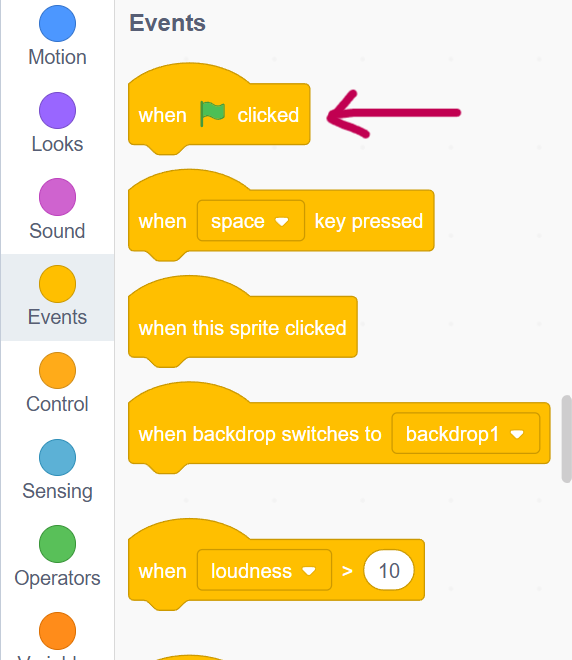 Motion
Looks
Sound
Events
Control
Sensing
Operators
Events
when clicked
when space key pressed
when this sprite clicked
when backdrop switches to backdrop1
when loudness > 10